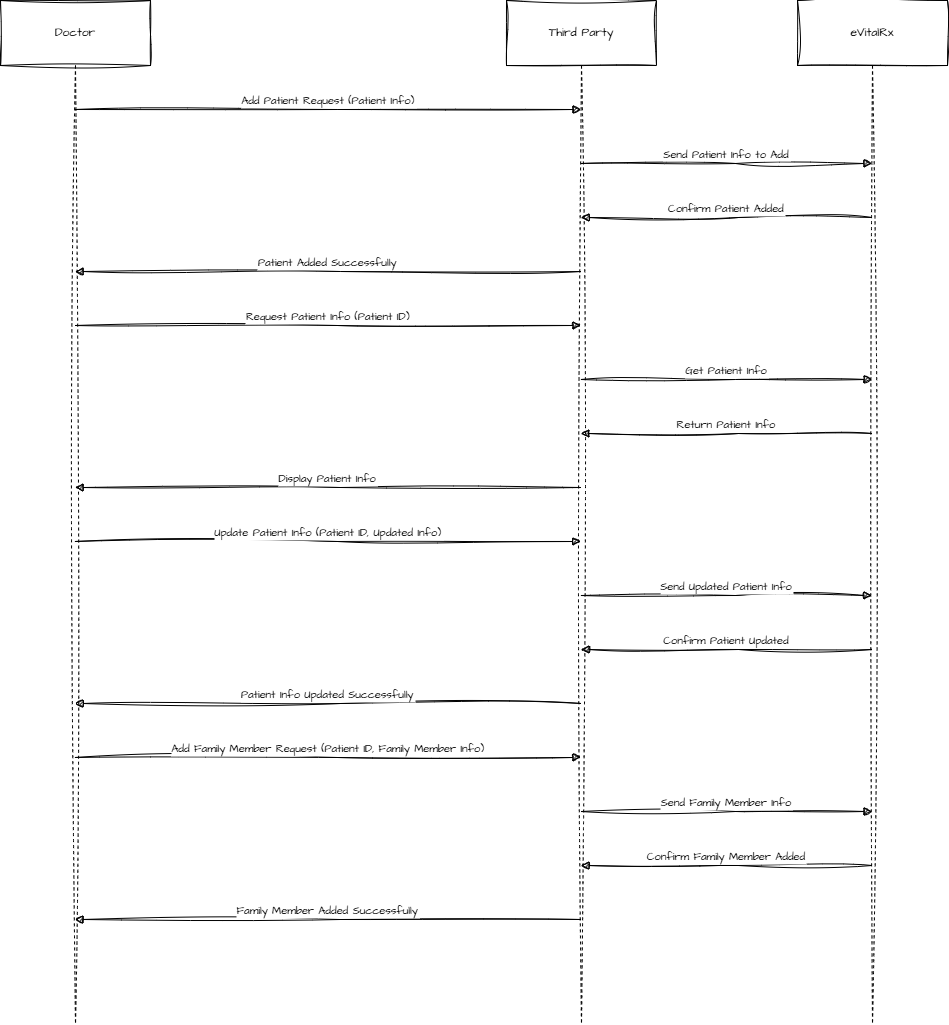 Doctor
Third Party
eVitalRx
Add Patient Request (Patient Info)
Send Patient Info to Add
Confirm Patient Added
Patient Added Successfully
Request Patient Info (Patient ID)
Get Patient Info
Return Patient Info
Display Patient Info
Update Patient Info (Patient ID, Updated Info)
Send Updated Patient Info
Confirm Patient Updated
Patient Info Updated Successfully
Add Family Member Request (Patient ID, Family Member Info)
Send Family Member Info
Confirm Family Member Added
Family Member Added Successfully